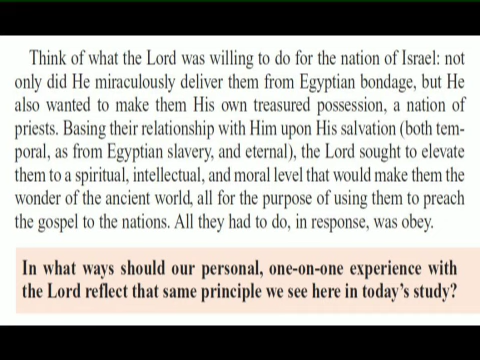 Think of what the Lord was willing to do for the nation of Israel: not
only did He miraculously deliver them from Egyptian bondage, but He
also wanted to make them His own treasured possession, a nation of
priests. Basing their relationship with Him upon His salvation (both tem-
poral, as from Egyptian slavery, and eternal), the Lord sought to elevate
them to a spiritual, intellectual, and moral level that would make them the
wonder of the ancient world, all for the purpose of using them to preach
the gospel to the nations. All they had to do, in response, was obey.
In what ways should our personal, one-on-one experience with
the Lord reflect that same principle we see here in today's study?